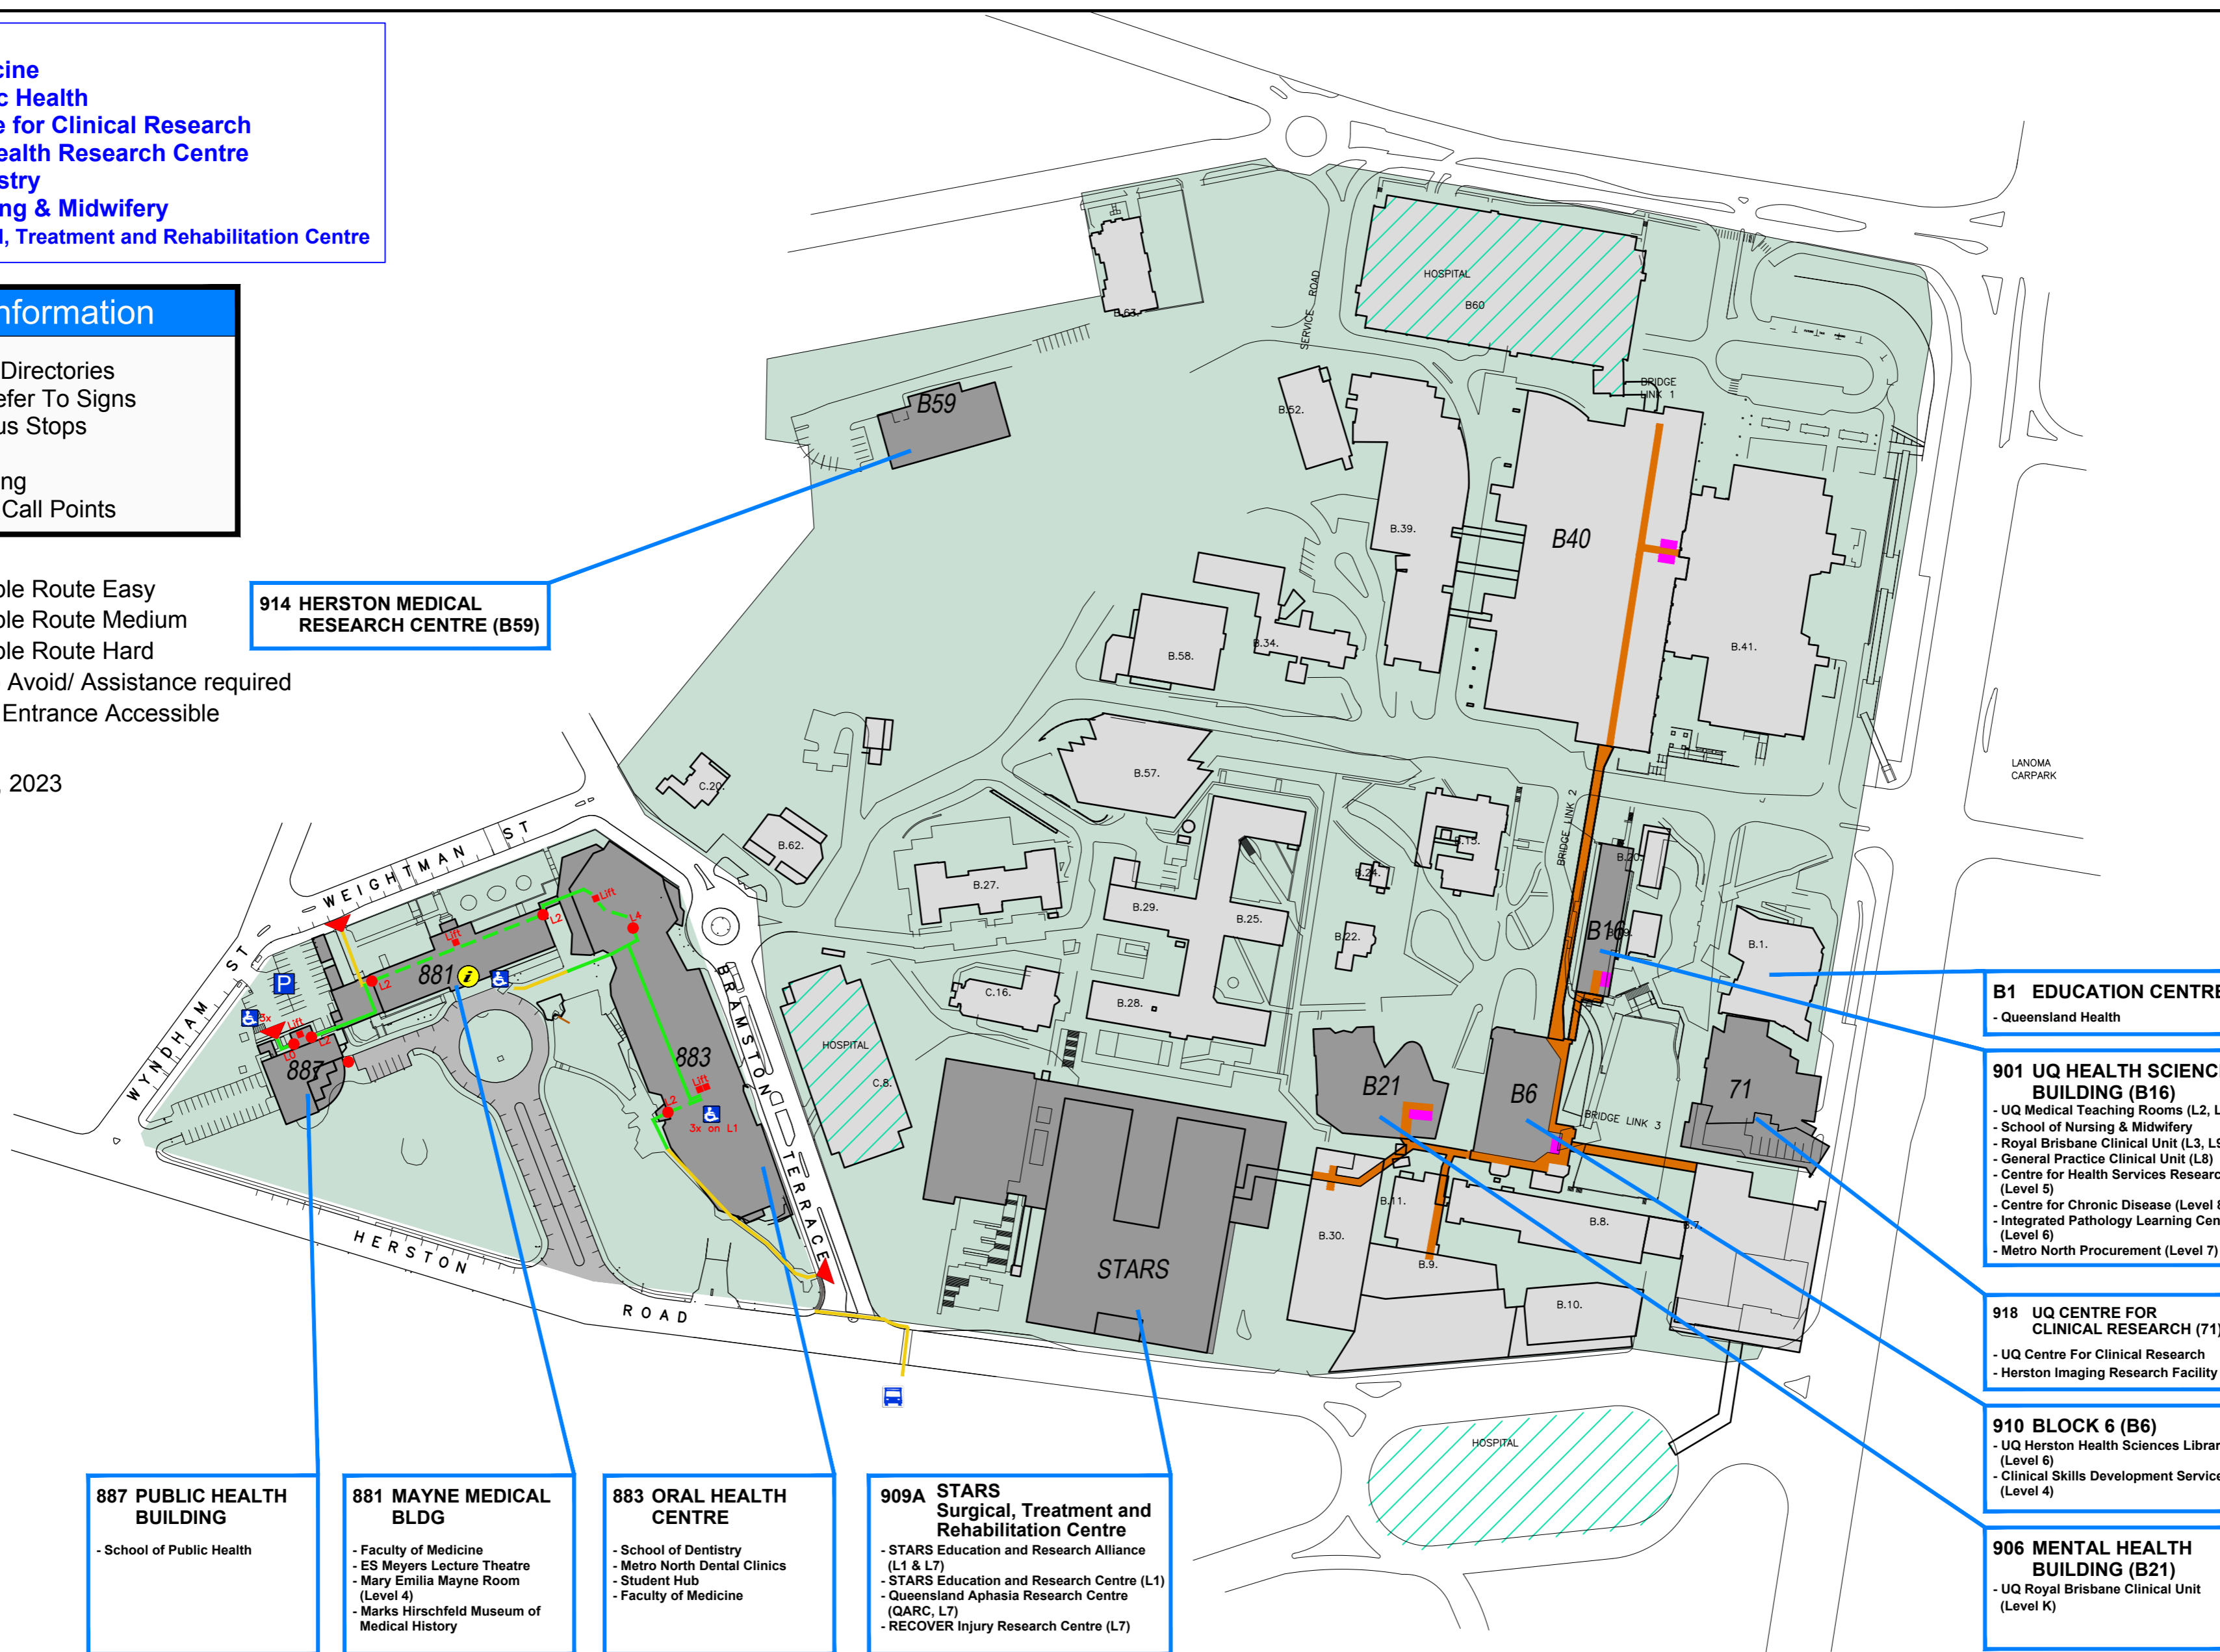 cine
c Health
e for Clinical Research
ealth Research Centre
stry
ng & Midwifery
l, Treatment and Rehabilitation Centre
nformation
Directories
efer To Signs
us Stops
ng
Call Points
ble Route Easy
ble Route Medium
ble Route Hard
Avoid/ Assistance required
Entrance Accessible
, 2023
914 HERSTON MEDICAL
RESEARCH CENTRE (B59)
B59
B.63.
SERVICE ROAD
HOSPITAL
B60
BRIDGE
LINK 1
B.52.
B.39.
B40
B.41.
B.58.
B.34.
B.57.
C.20.
B.62.
B.27.
B.29.
B.25.
B.28.
C.16.
B.24.
B.15.
B.22.
BRIDGE LINK 2
B.20.
B16
B.19.
B.1.
LANOMA
CARPARK
WEIGHTMAN ST
WYNDHAM ST
BRAMSTON TERRACE
HERSTON ROAD
P
3x
Lift
L0
L2
887
L2
881
i
Lift
L2
Lift
L4
883
Lift
L2
3x on L1
HOSPITAL
C.8.
STARS
B21
B6
71
BRIDGE LINK 3
B.30.
B.11.
B.9.
B.8.
B.7.
B.10.
HOSPITAL
B1 EDUCATION CENTRE
- Queensland Health
901 UQ HEALTH SCIENC
BUILDING (B16)
- UQ Medical Teaching Rooms (L2, L
- School of Nursing & Midwifery
- Royal Brisbane Clinical Unit (L3, L9
- General Practice Clinical Unit (L8)
- Centre for Health Services Researc
(Level 5)
- Centre for Chronic Disease (Level 8
- Integrated Pathology Learning Cen
(Level 6)
- Metro North Procurement (Level 7)
918 UQ CENTRE FOR
CLINICAL RESEARCH (71)
- UQ Centre For Clinical Research
- Herston Imaging Research Facility
910 BLOCK 6 (B6)
- UQ Herston Health Sciences Librar
(Level 6)
- Clinical Skills Development Service
(Level 4)
906 MENTAL HEALTH
BUILDING (B21)
- UQ Royal Brisbane Clinical Unit
(Level K)
887 PUBLIC HEALTH
BUILDING
- School of Public Health
881 MAYNE MEDICAL
BLDG
- Faculty of Medicine
- ES Meyers Lecture Theatre
- Mary Emilia Mayne Room
(Level 4)
- Marks Hirschfeld Museum of
Medical History
883 ORAL HEALTH
CENTRE
- School of Dentistry
- Metro North Dental Clinics
- Student Hub
- Faculty of Medicine
909A STARS
Surgical, Treatment and
Rehabilitation Centre
- STARS Education and Research Alliance
(L1 & L7)
- STARS Education and Research Centre (L1)
- Queensland Aphasia Research Centre
(QARC, L7)
- RECOVER Injury Research Centre (L7)